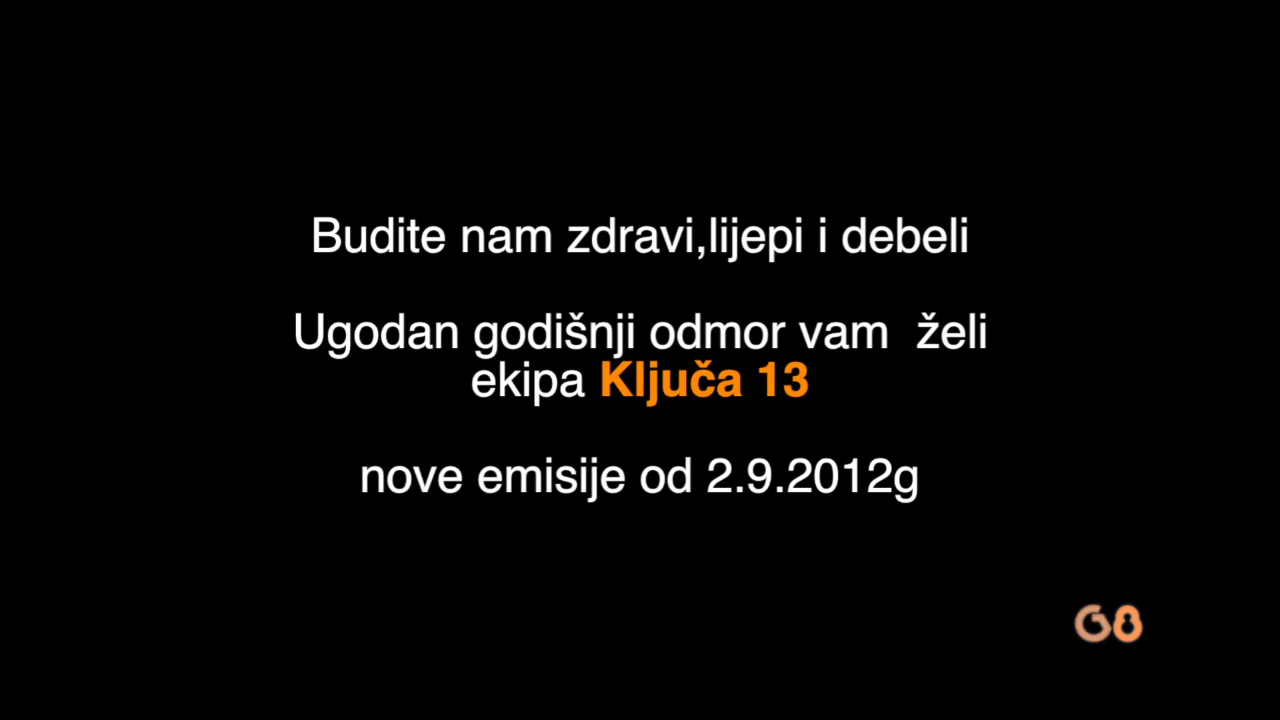 Budite nam zdravi,lijepi i debeli
Ugodan godišnji odmor vam  želi
ekipa Ključa 13
nove emisije od 2.9.2012g
G8